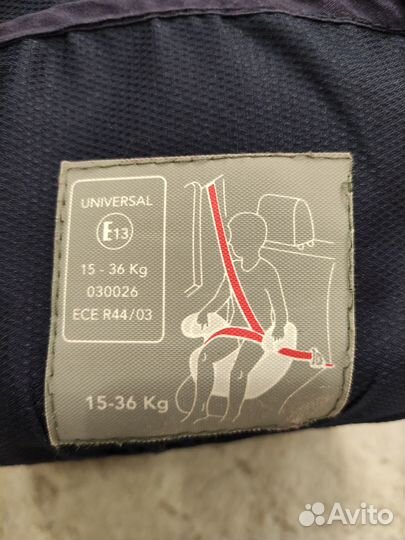 UNIVERSAL
E13
15 - 36 Kg
030026
ECE R44/03
15-36 Kg
Avito